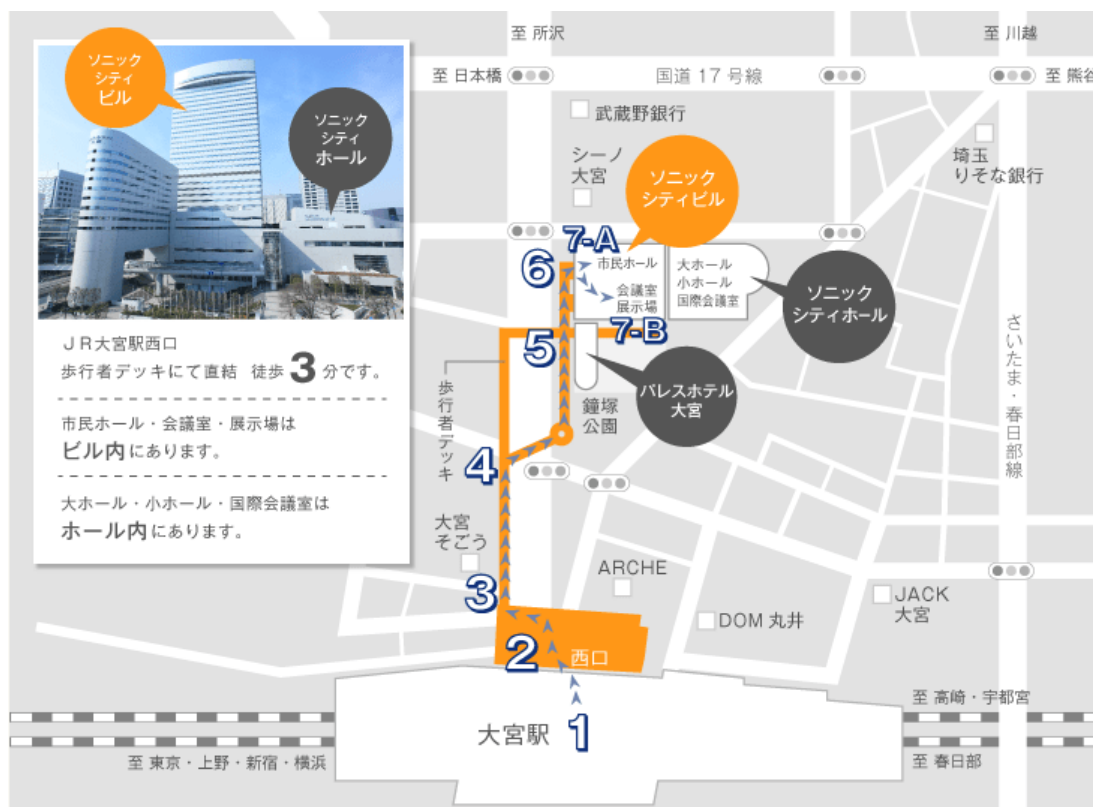 ソニック
シティ
ビル
ソニック
シティ
ホール
ＪＲ大宮駅西口
歩行者デッキにて直結 徒歩 3 分です。
市民ホール・会議室・展示場は
ビル内にあります。
大ホール・小ホール・国際会議室は
ホール内にあります。
至 所沢
至 川越
至 日本橋
国道 17 号線
至 熊谷
武蔵野銀行
シーノ
大宮
埼玉
りそな銀行
ソニック
シティビル
7-A
6
市民ホール
会議室
展示場
大ホール
小ホール
国際会議室
ソニック
シティホール
7-B
5
さいたま・春日部線
歩行者デッキ
パレスホテル
大宮
鐘塚
公園
4
大宮
そごう
ARCHE
3
JACK
大宮
DOM 丸井
2
西口
1
大宮駅
至 高崎・宇都宮
至 東京・上野・新宿・横浜
至 春日部